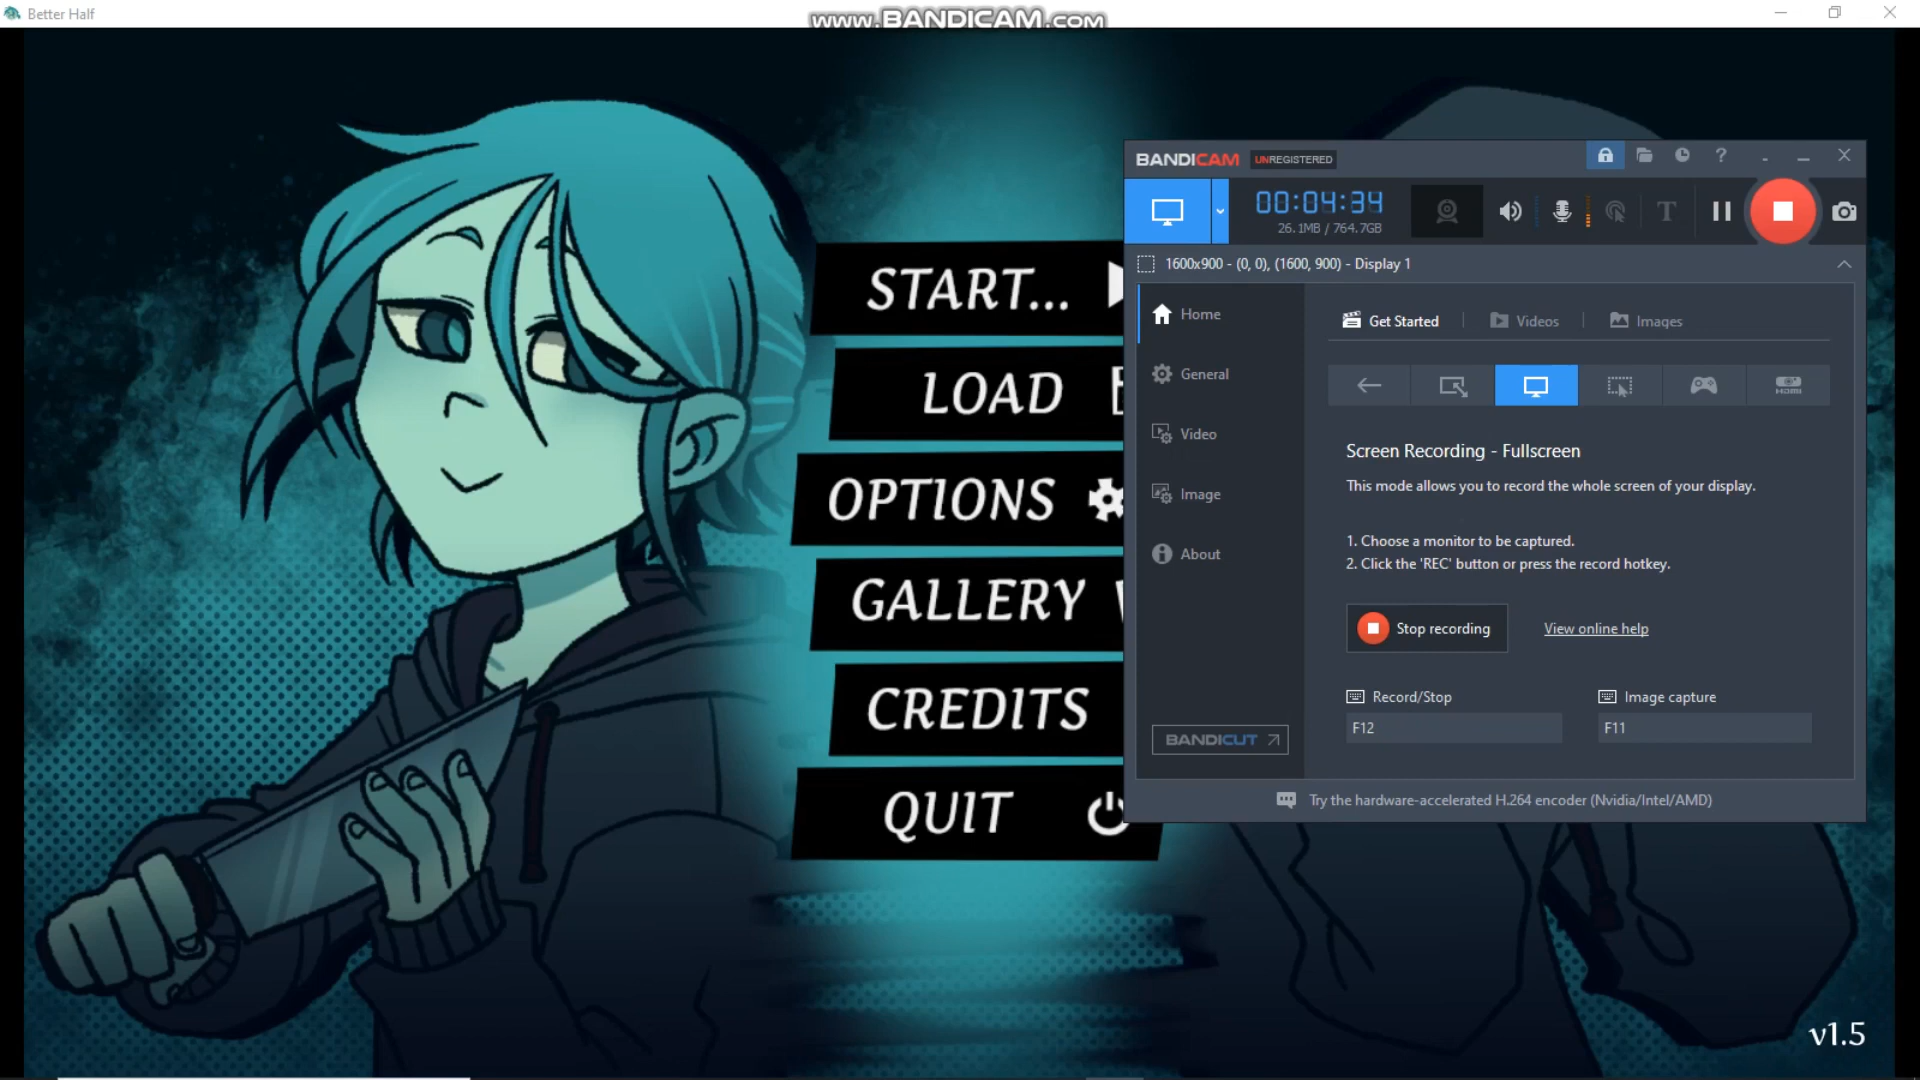 Better Half
www.BANDICAM.com
BANDICAM UNREGISTERED
00:04:34
26.1MB / 764.7GB
1600x900 - (0, 0), (1600, 900) - Display 1
Home
General
Video
Image
About
BANDICUT
Get Started
Videos
Images
HDMI
Screen Recording - Fullscreen
This mode allows you to record the whole screen of your display.
1. Choose a monitor to be captured.
2. Click the 'REC' button or press the record hotkey.
Stop recording
View online help
Record/Stop
Image capture
F12
F11
Try the hardware-accelerated H.264 encoder (Nvidia/Intel/AMD)
START...
LOAD
OPTIONS
GALLERY
CREDITS
QUIT
v1.5